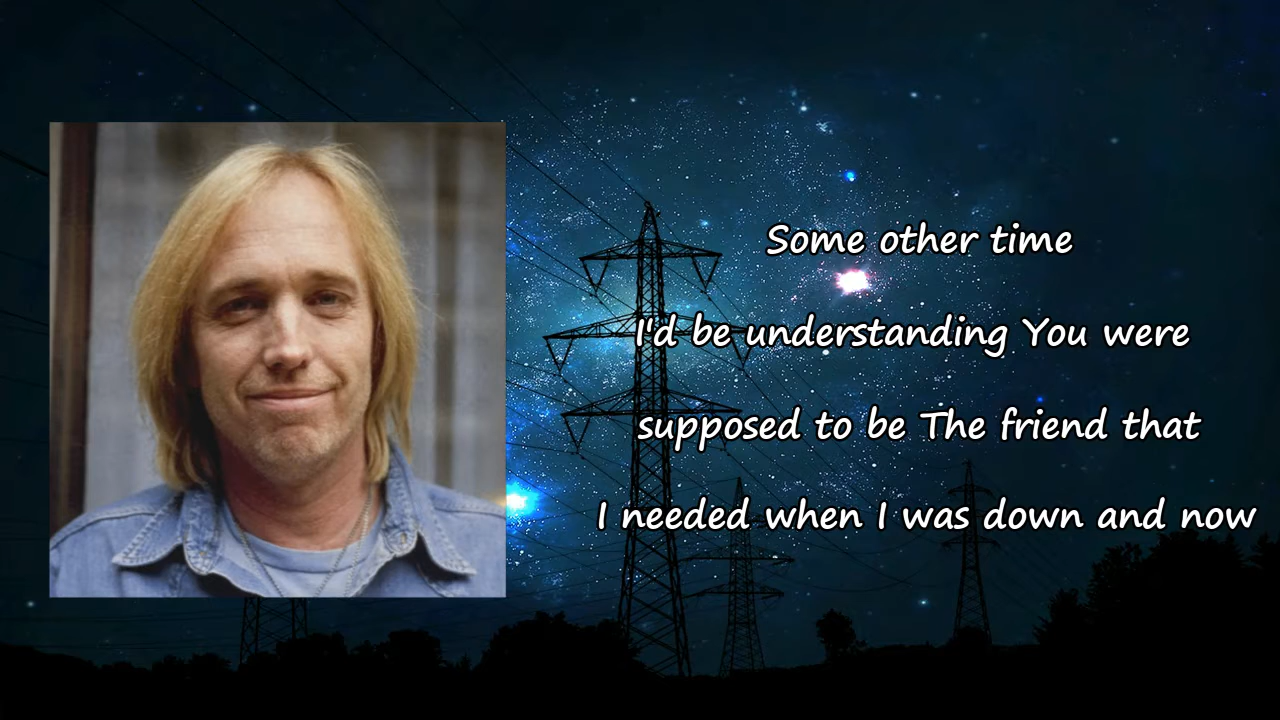 Some other time
I'd be understanding You were
supposed to be The friend that
I needed when I was down and now